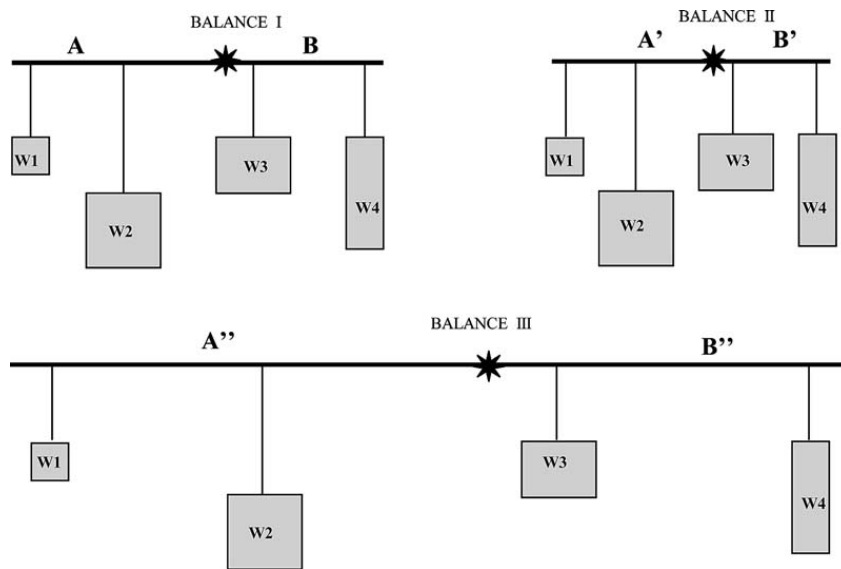 BALANCE I
A B
W1 W2 W3 W4
BALANCE II
A’ B’
W1 W2 W3 W4
BALANCE III
A’’ B’’
W1 W2 W3 W4